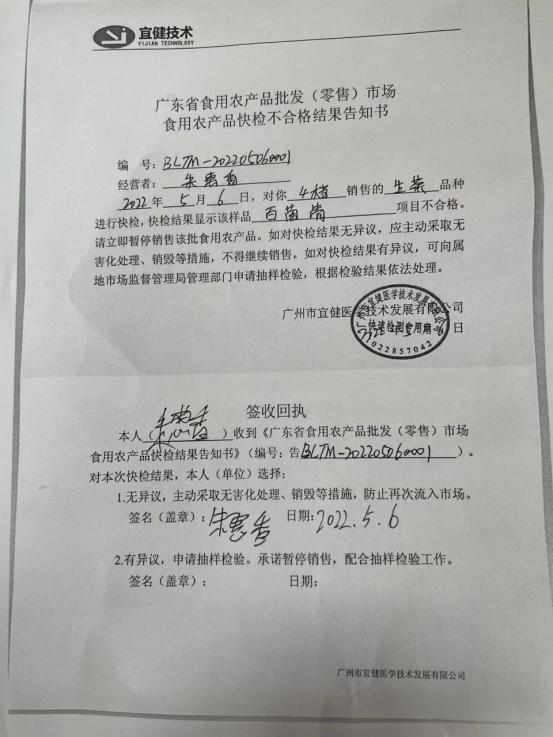 宜健技术
YIJIAN TECHNOLOGY
广东省食用农产品批发（零售）市场
食用农产品快检不合格结果告知书
编 号：BLTM-202205060001
经营者：朱惠香
2022年5月6日，对你4档销售的生菜品种
进行快检，快检结果显示该样品百菌清项目不合格。
请立即暂停销售该批食用农产品。如对快检结果无异议，应主动采取无
害化处理、销毁等措施，不得继续销售。如对快检结果有异议，可向属
地市场监督管理局管理部门申请抽样检验，根据检验结果依法处理。
广州市宜健医学技术发展有限公司
快速检测专用章
日
022857042
签收回执
本人（）收到《广东省食用农产品批发（零售）市场
食用农产品快检结果告知书》（编号：告BLTM-202205060001）。
对本次快检结果，本人（单位）选择：
1.无异议，主动采取无害化处理、销毁等措施，防止再次流入市场。
签名（盖章）：朱惠香 日期：2022.5.6
2.有异议，申请抽样检验。承诺暂停销售，配合抽样检验工作。
签名（盖章）： 日期：
广州市宜健医学技术发展有限公司